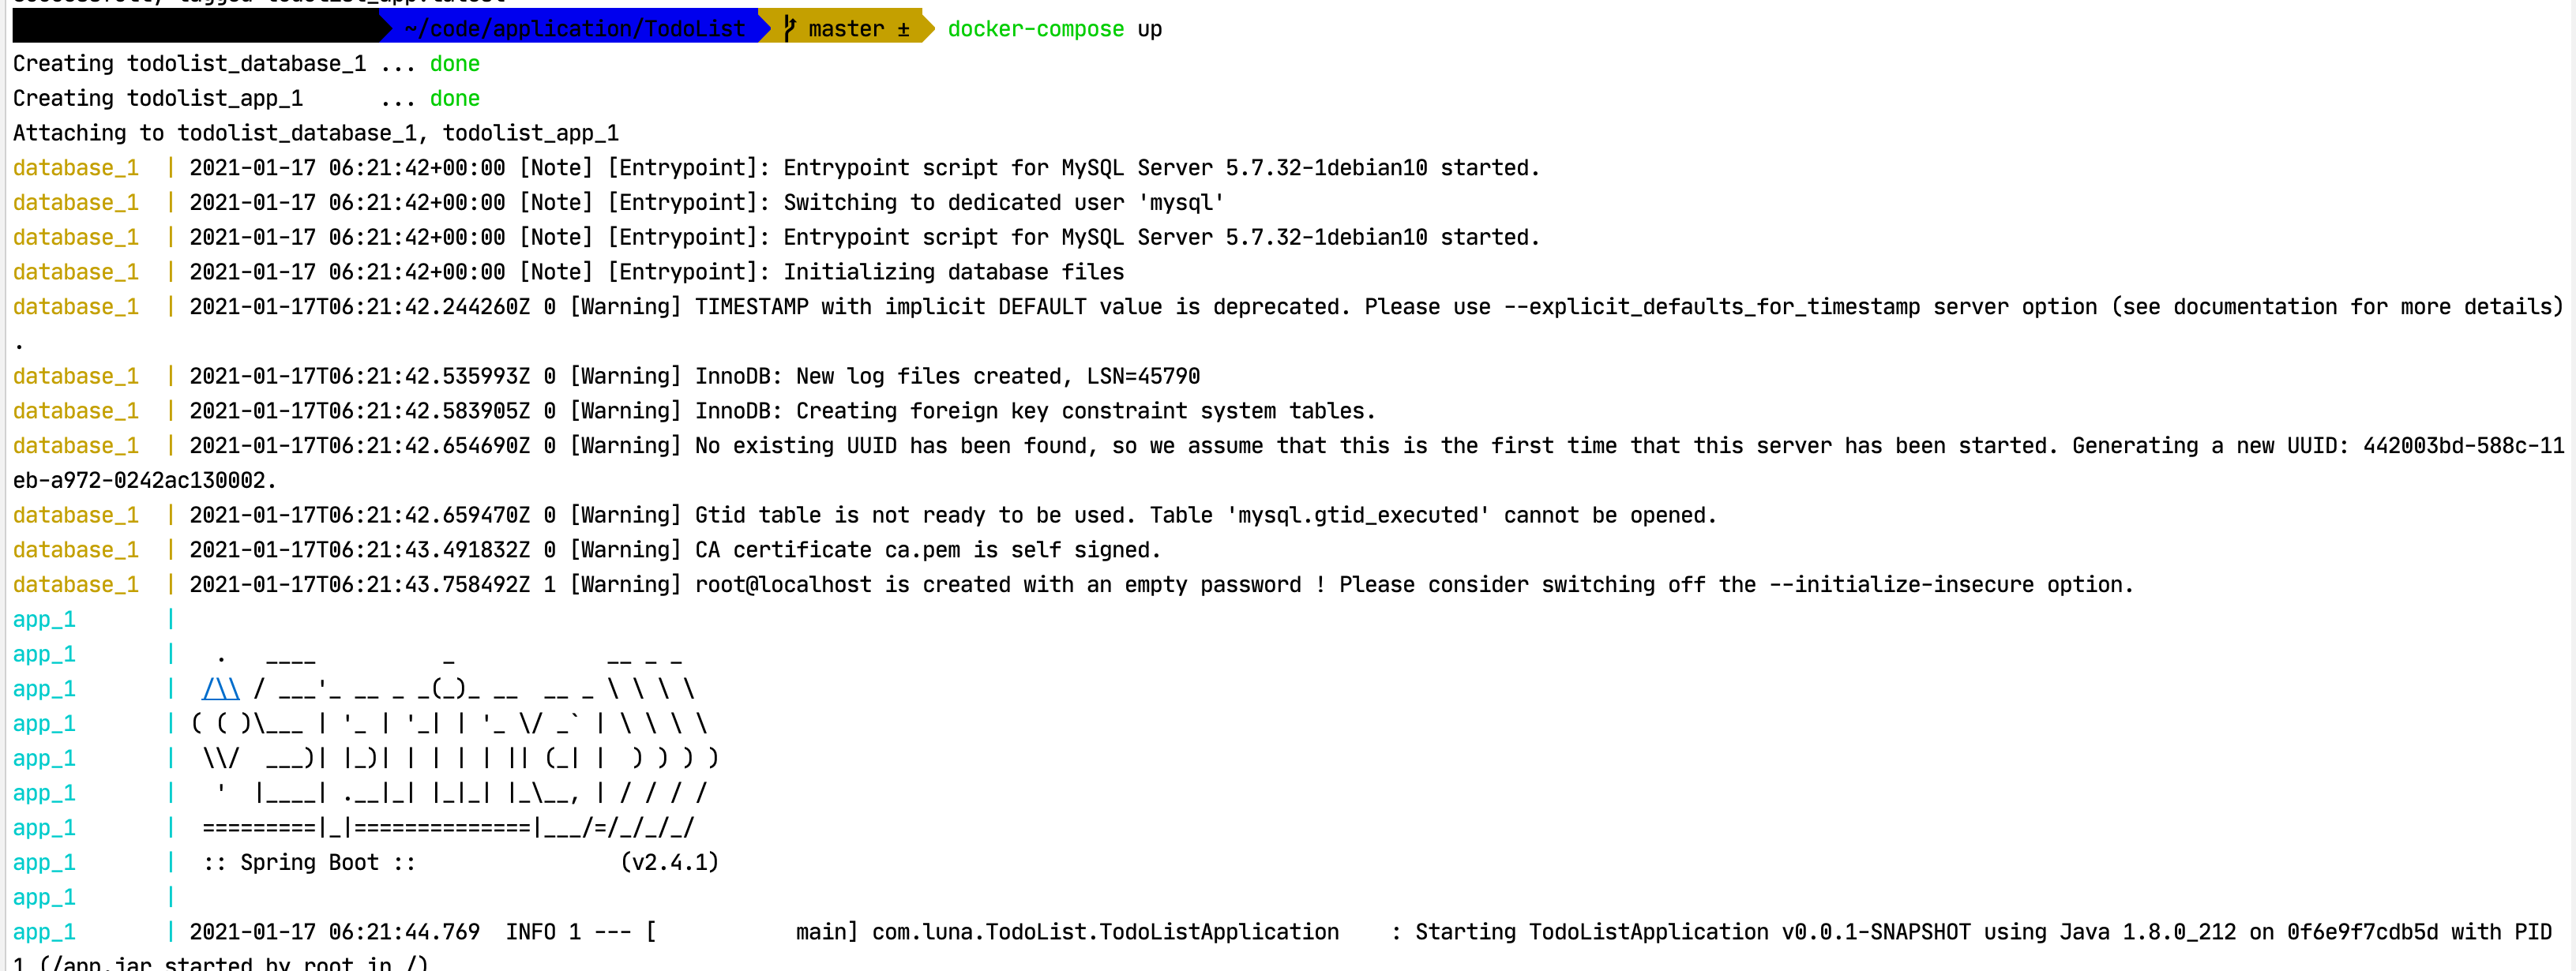 Successfully tagged todolist_app:latest
~/code/application/TodoList master ± docker-compose up
Creating todolist_database_1 ... done
Creating todolist_app_1      ... done
Attaching to todolist_database_1, todolist_app_1
database_1  | 2021-01-17 06:21:42+00:00 [Note] [Entrypoint]: Entrypoint script for MySQL Server 5.7.32-1debian10 started.
database_1  | 2021-01-17 06:21:42+00:00 [Note] [Entrypoint]: Switching to dedicated user 'mysql'
database_1  | 2021-01-17 06:21:42+00:00 [Note] [Entrypoint]: Entrypoint script for MySQL Server 5.7.32-1debian10 started.
database_1  | 2021-01-17 06:21:42+00:00 [Note] [Entrypoint]: Initializing database files
database_1  | 2021-01-17T06:21:42.244260Z 0 [Warning] TIMESTAMP with implicit DEFAULT value is deprecated. Please use --explicit_defaults_for_timestamp server option (see documentation for more details)
.
database_1  | 2021-01-17T06:21:42.535993Z 0 [Warning] InnoDB: New log files created, LSN=45790
database_1  | 2021-01-17T06:21:42.583905Z 0 [Warning] InnoDB: Creating foreign key constraint system tables.
database_1  | 2021-01-17T06:21:42.654690Z 0 [Warning] No existing UUID has been found, so we assume that this is the first time that this server has been started. Generating a new UUID: 442003bd-588c-11
eb-a972-0242ac130002.
database_1  | 2021-01-17T06:21:42.659470Z 0 [Warning] Gtid table is not ready to be used. Table 'mysql.gtid_executed' cannot be opened.
database_1  | 2021-01-17T06:21:43.491832Z 0 [Warning] CA certificate ca.pem is self signed.
database_1  | 2021-01-17T06:21:43.758492Z 1 [Warning] root@localhost is created with an empty password ! Please consider switching off the --initialize-insecure option.
app_1       |
app_1       |   .   ____          _            __ _ _
app_1       |  /\\ / ___'_ __ _ _(_)_ __  __ _ \ \ \ \
app_1       | ( ( )\___ | '_ | '_| | '_ \/ _` | \ \ \ \
app_1       |  \\/  ___)| |_)| | | | | || (_| |  ) ) ) )
app_1       |   '  |____| .__|_| |_|_| |_\__, | / / / /
app_1       |  =========|_|==============|___/=/_/_/_/
app_1       |  :: Spring Boot ::                (v2.4.1)
app_1       |
app_1       | 2021-01-17 06:21:44.769  INFO 1 --- [           main] com.luna.TodoList.TodoListApplication    : Starting TodoListApplication v0.0.1-SNAPSHOT using Java 1.8.0_212 on 0f6e9f7cdb5d with PID
1 (/app.jar started by root in /)